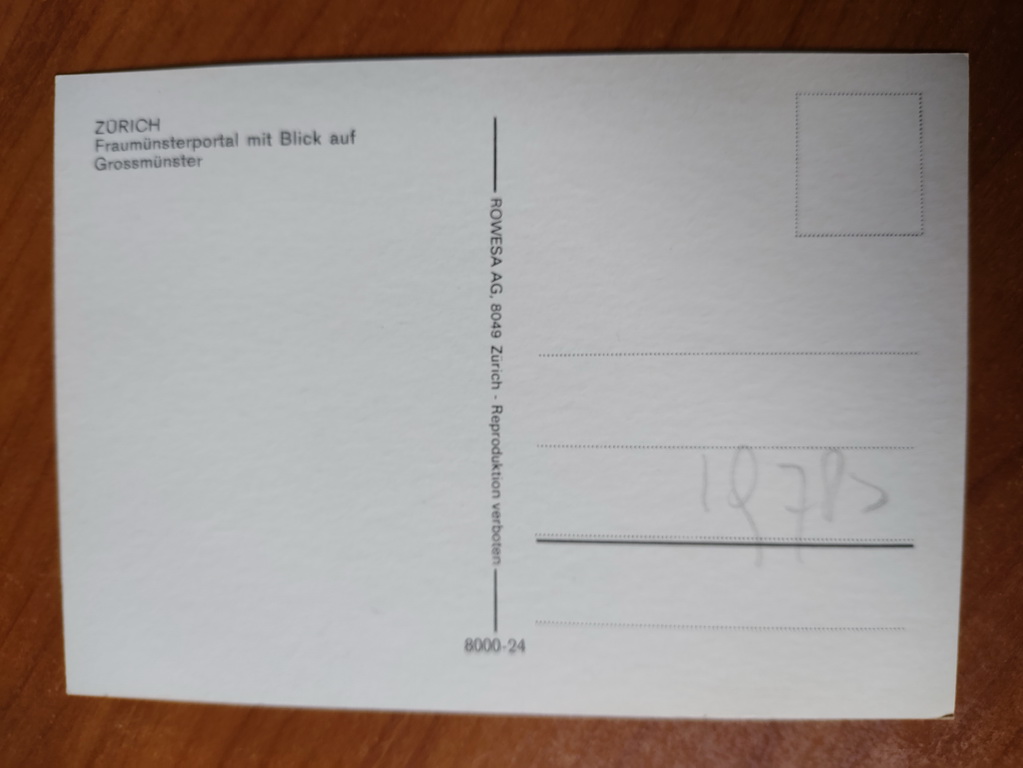 ZÜRICH
Fraumünsterportal mit Blick auf
Grossmünster
ROWESA AG, 8049 Zürich - Reproduktion verboten
8000-24